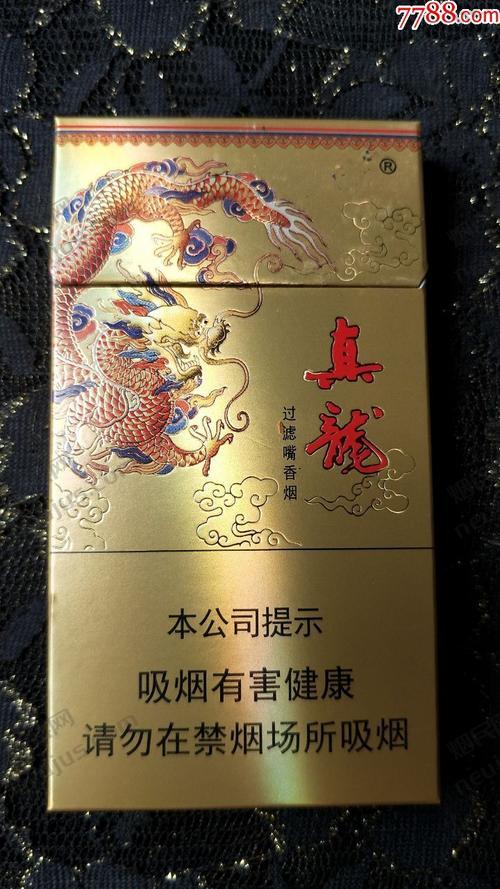 7788.com
®
真龍
过滤嘴香烟
本公司提示
吸烟有害健康
请勿在禁烟场所吸烟